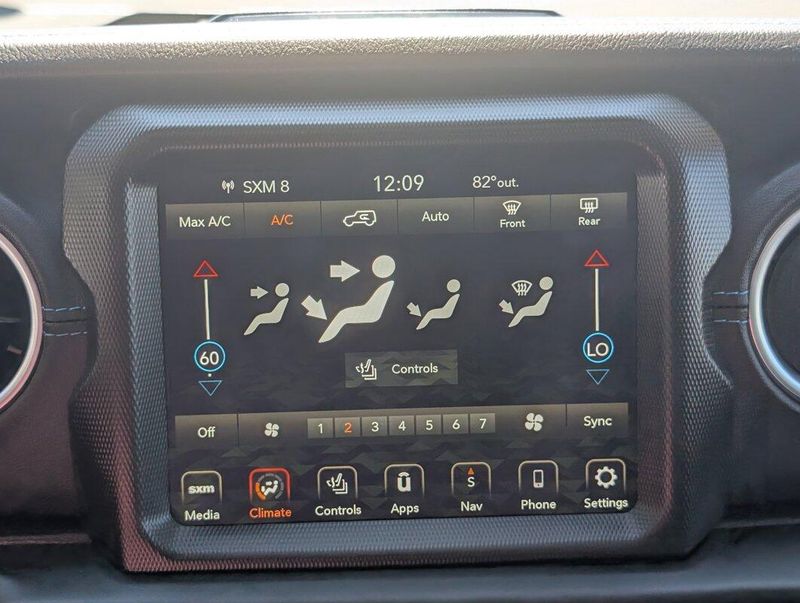 SXM 8 12:09 82°out.
Max A/C A/C Auto Front Rear
60 LO
Controls
Off 1 2 3 4 5 6 7 Sync
sxm S
Media Climate Controls Apps Nav Phone Settings